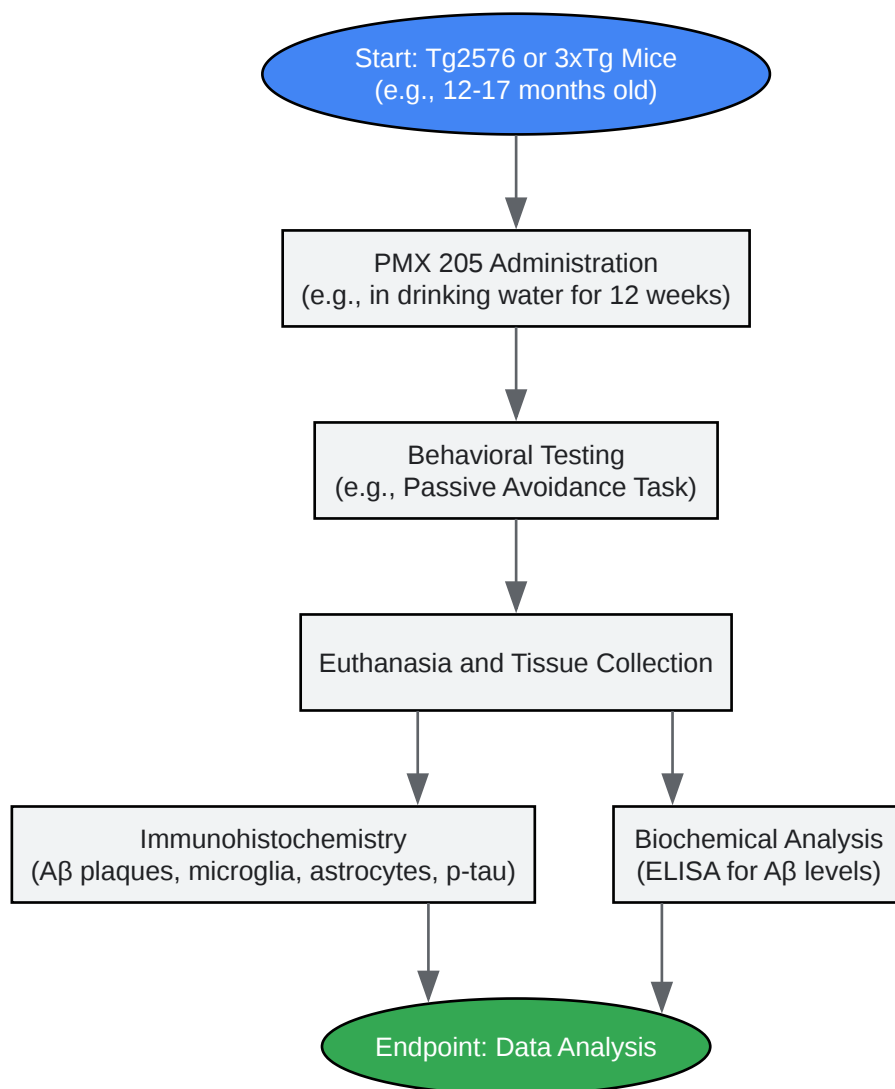 Start: Tg2576 or 3xTg Mice
(e.g., 12-17 months old)
PMX 205 Administration
(e.g., in drinking water for 12 weeks)
Behavioral Testing
(e.g., Passive Avoidance Task)
Euthanasia and Tissue Collection
Immunohistochemistry
(Aβ plaques, microglia, astrocytes, p-tau)
Biochemical Analysis
(ELISA for Aβ levels)
Endpoint: Data Analysis